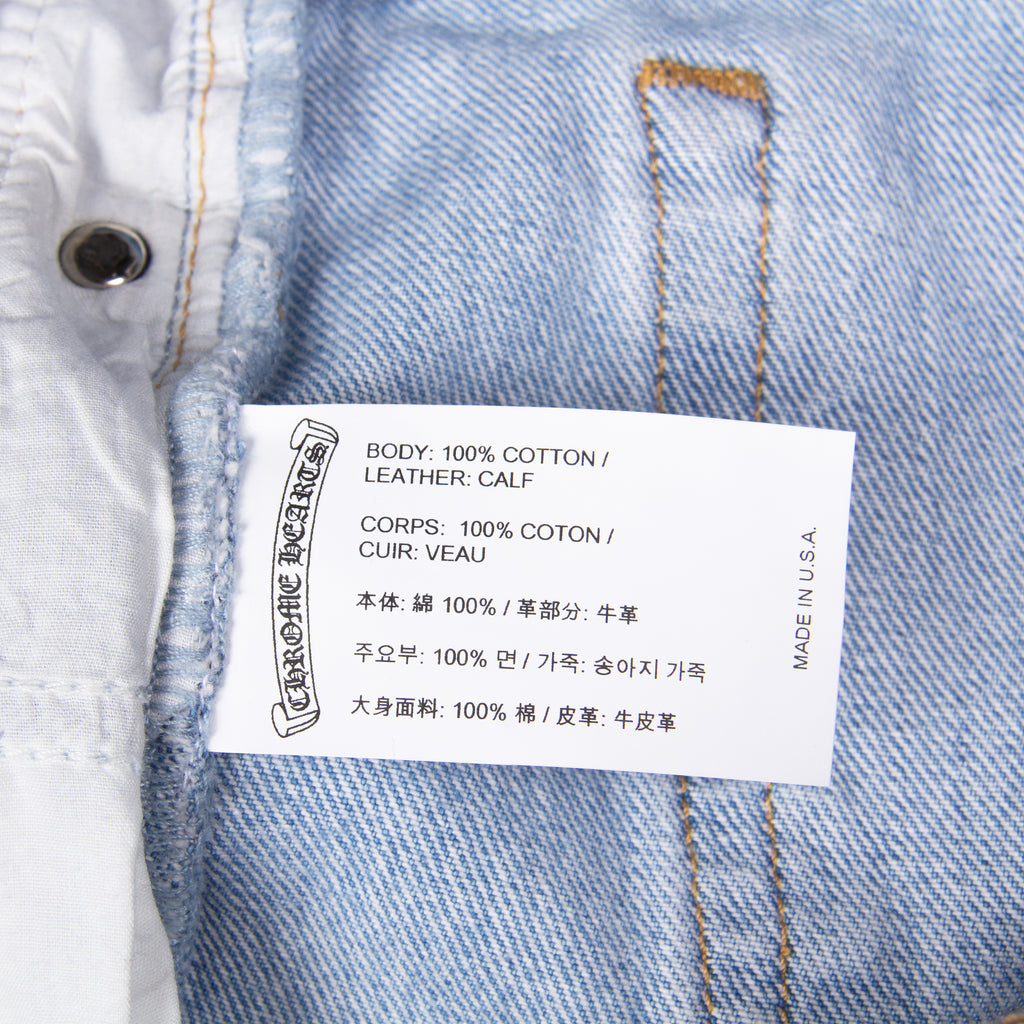 CHROME HEARTS
BODY: 100% COTTON /
LEATHER: CALF
CORPS: 100% COTON /
CUIR: VEAU
本体: 綿 100% / 革部分: 牛革
주요부: 100% 면 / 가죽: 송아지 가죽
大身面料: 100% 棉 / 皮革: 牛皮革
MADE IN U.S.A.